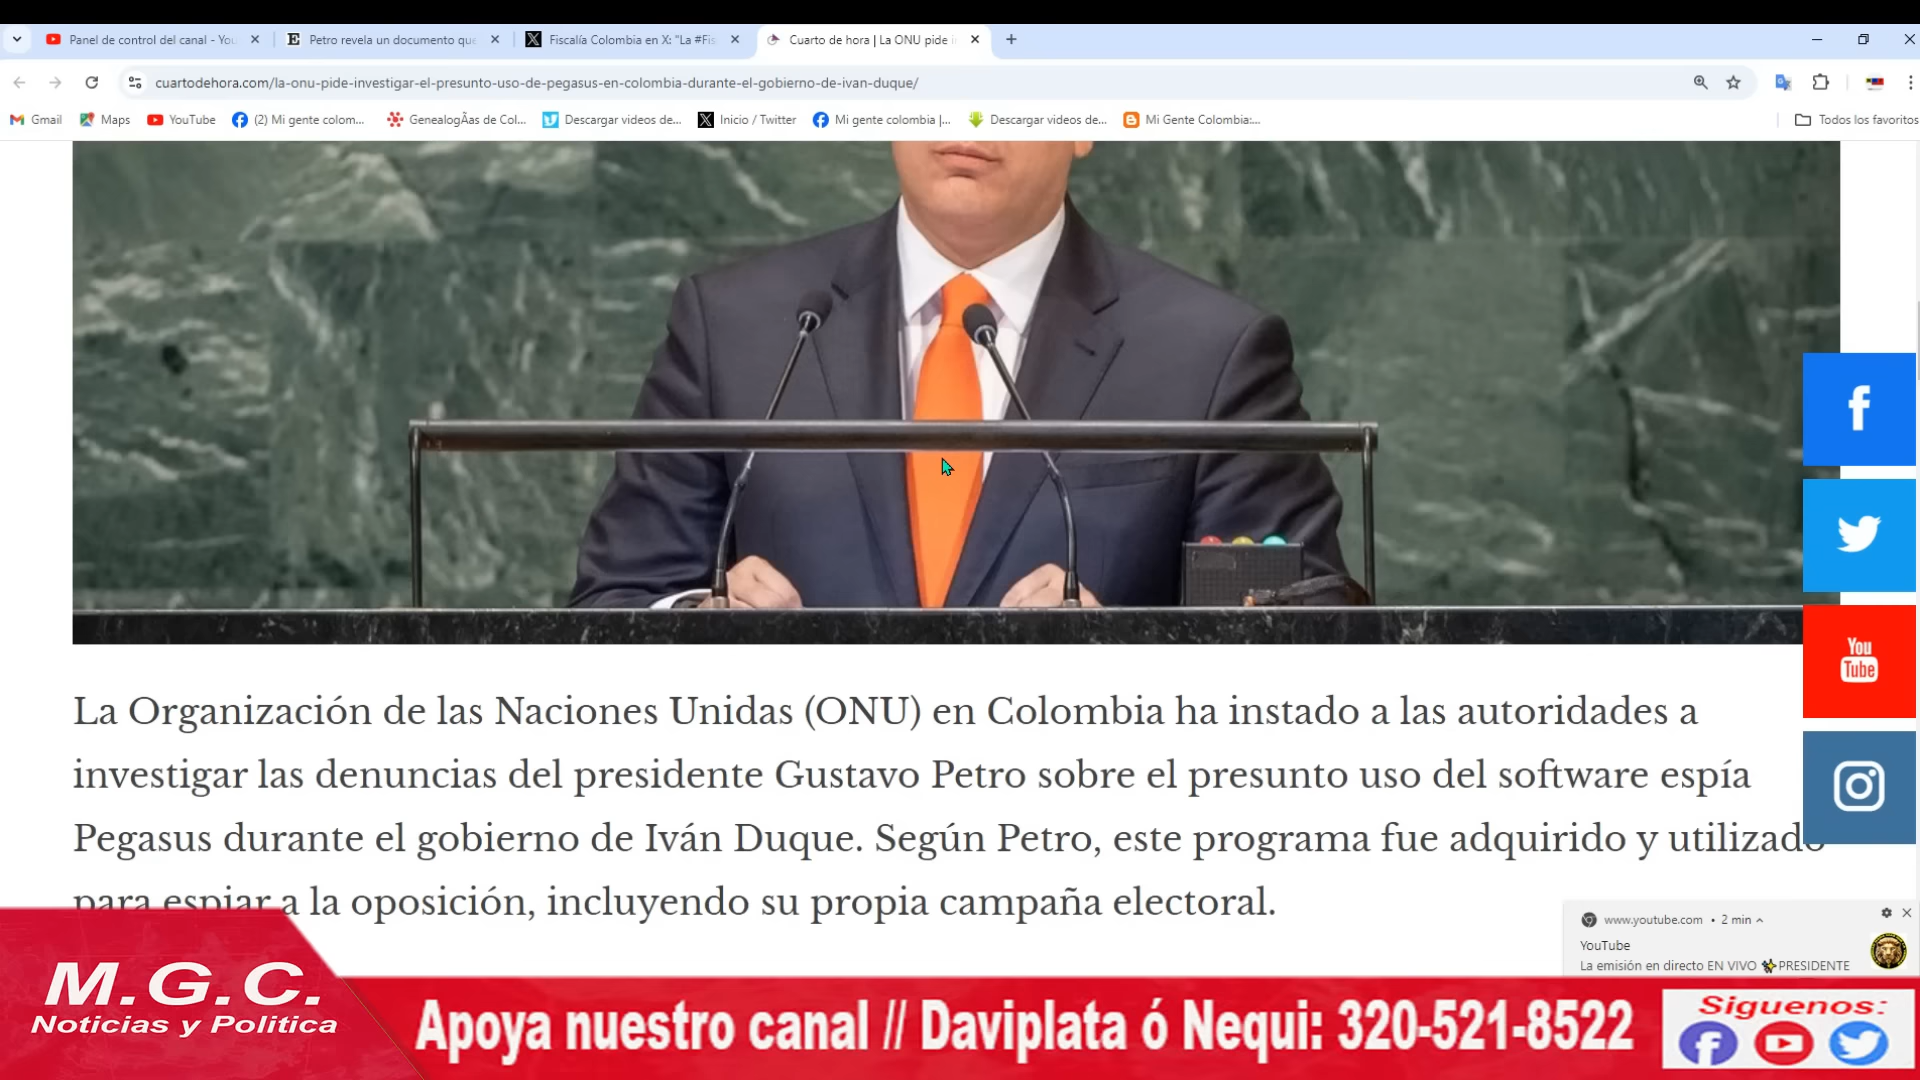 Panel de control del canal - You
Petro revela un documento que
Fiscalía Colombia en X: "La #Fis
Cuarto de hora | La ONU pide i
cuartodehora.com/la-onu-pide-investigar-el-presunto-uso-de-pegasus-en-colombia-durante-el-gobierno-de-ivan-duque/
Gmail
Maps
YouTube
(2) Mi gente colom...
GenealogÃas de Col...
Descargar videos de...
Inicio / Twitter
Mi gente colombia |...
Descargar videos de...
Mi Gente Colombia:...
Todos los favoritos
You
Tube
La Organización de las Naciones Unidas (ONU) en Colombia ha instado a las autoridades a
investigar las denuncias del presidente Gustavo Petro sobre el presunto uso del software espía
Pegasus durante el gobierno de Iván Duque. Según Petro, este programa fue adquirido y utilizado
para espiar a la oposición, incluyendo su propia campaña electoral.
www.youtube.com • 2 min
YouTube
La emisión en directo EN VIVO ✨PRESIDENTE
M.G.C.
Noticias y Politica
Apoya nuestro canal // Daviplata ó Nequi: 320-521-8522
Siguenos: